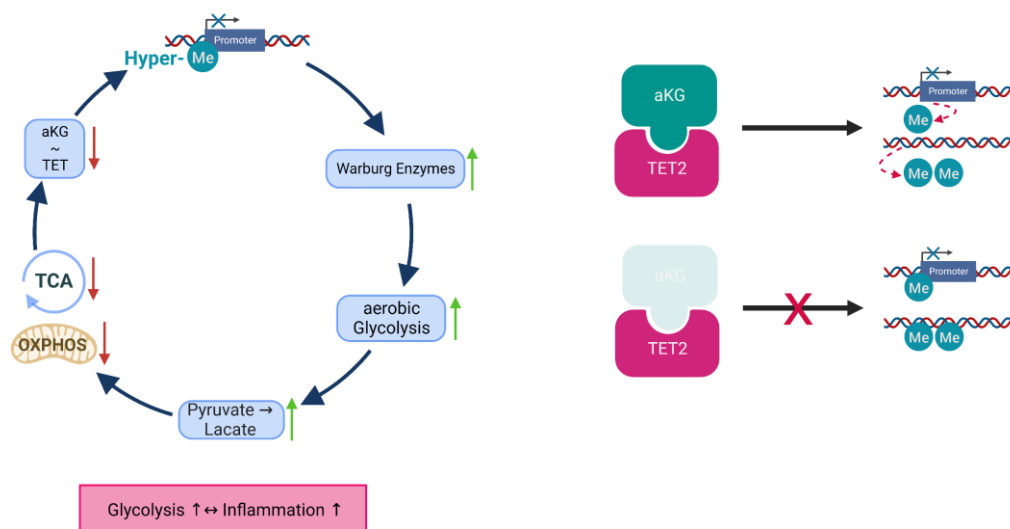 Promoter
Hyper- Me
aKG
~
TET
Warburg Enzymes
TCA
aerobic
Glycolysis
OXPHOS
Pyruvate →
Lacate
Glycolysis ↑↔ Inflammation ↑
aKG
TET2
Promoter
Me
Me Me
aKG
TET2
X
Promoter
Me
Me Me